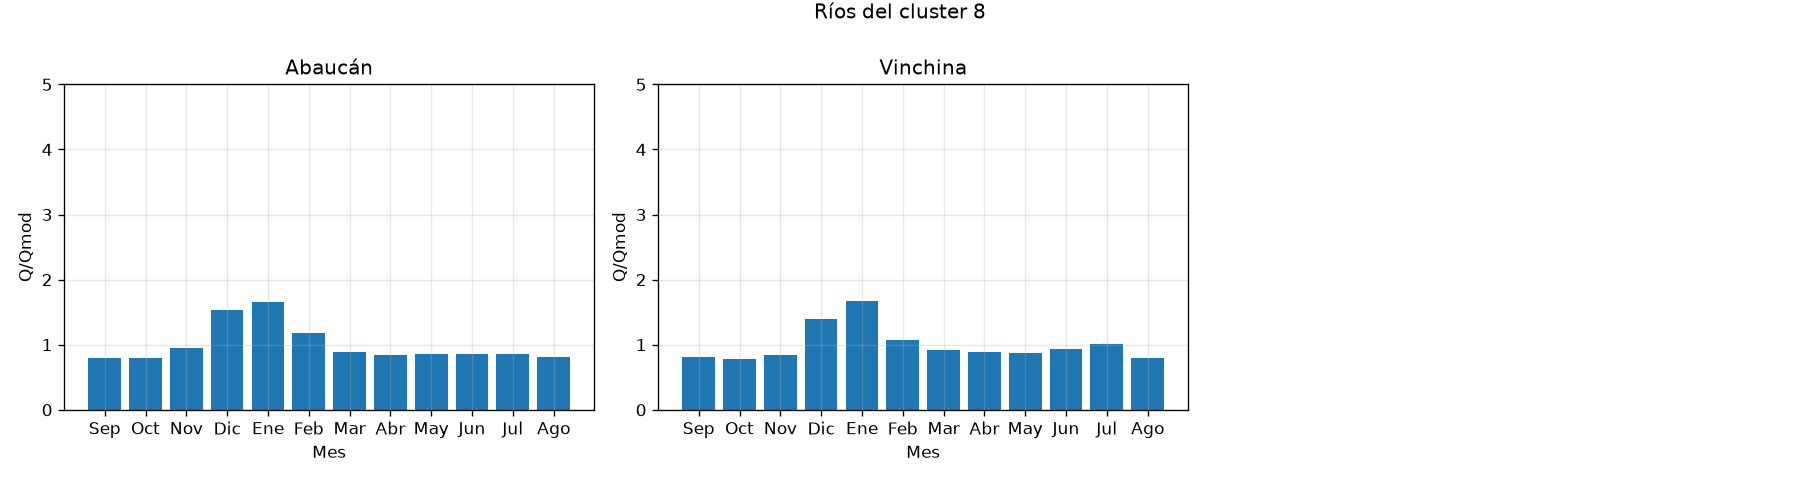 Ríos del cluster 8
Abaucán
Q/Qmod
5
4
3
2
1
0
Sep Oct Nov Dic Ene Feb Mar Abr May Jun Jul Ago
Mes
Vinchina
Q/Qmod
5
4
3
2
1
0
Sep Oct Nov Dic Ene Feb Mar Abr May Jun Jul Ago
Mes